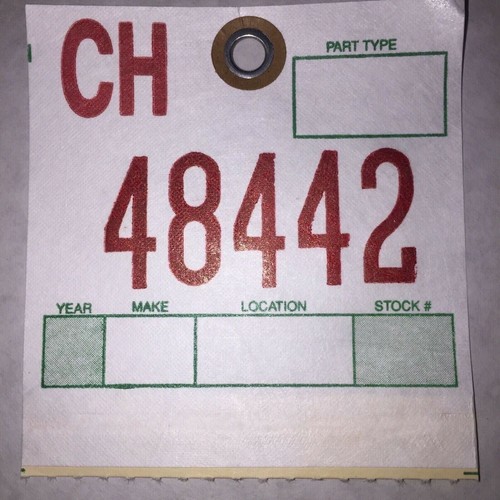 CH
PART TYPE
48442
YEAR MAKE LOCATION STOCK #